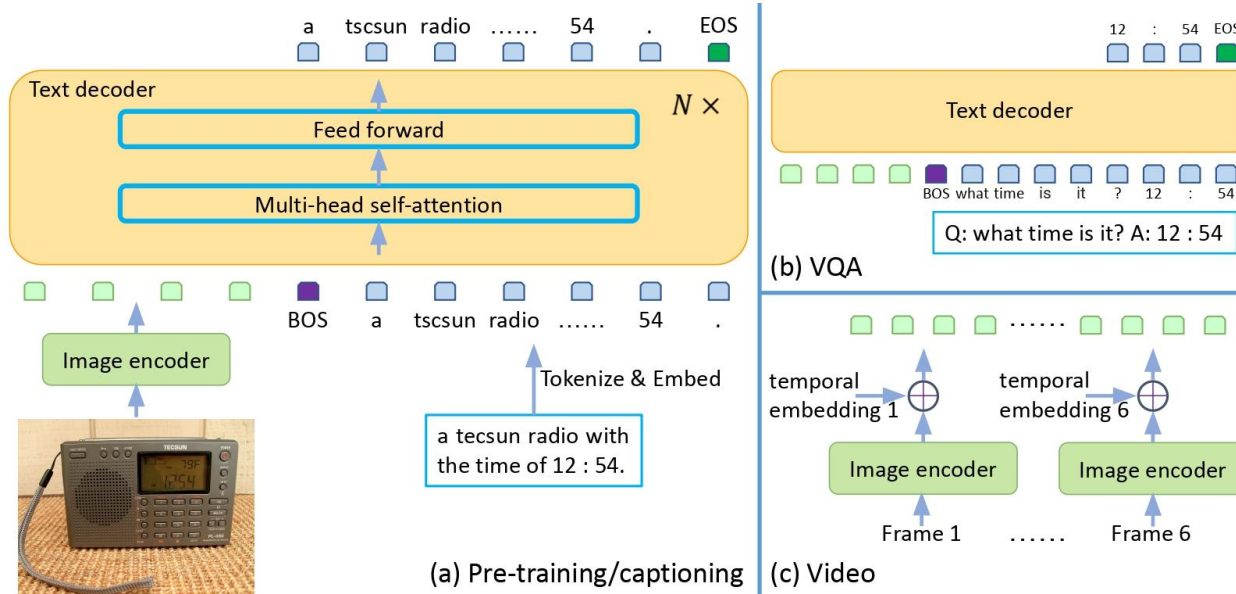 a tscsun radio ...... 54 . EOS
Text decoder
N ×
Feed forward
Multi-head self-attention
BOS a tscsun radio ...... 54 .
Image encoder
Tokenize & Embed
a tecsun radio with
the time of 12 : 54.
TECSUN
79F
1254
(a) Pre-training/captioning
12 : 54 EOS
Text decoder
BOS what time is it ? 12 : 54
Q: what time is it? A: 12 : 54
(b) VQA
......
temporal
embedding 1
temporal
embedding 6
Image encoder
Image encoder
Frame 1 ...... Frame 6
(c) Video